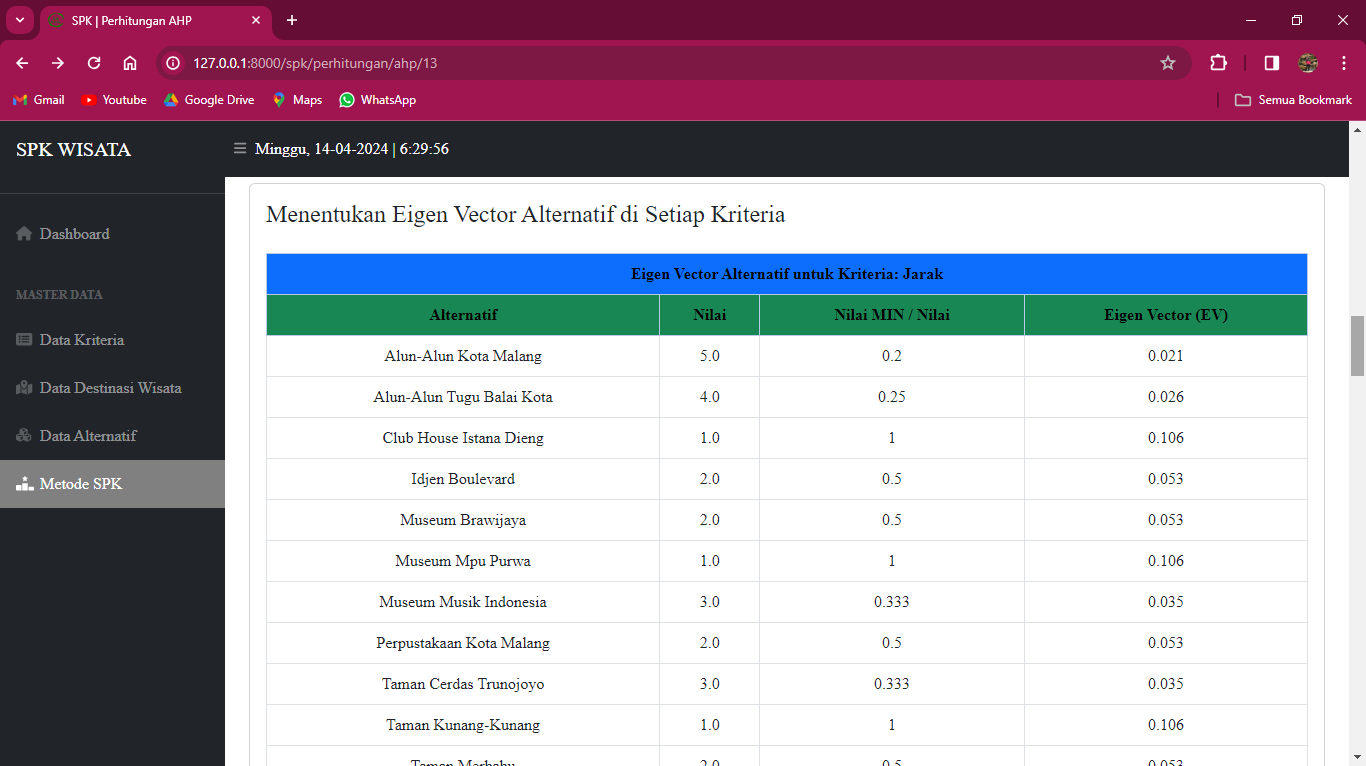 SPK | Perhitungan AHP
127.0.0.1:8000/spk/perhitungan/ahp/13
Gmail Youtube Google Drive Maps WhatsApp Semua Bookmark
SPK WISATA
Minggu, 14-04-2024 | 6:29:56
Dashboard
MASTER DATA
Data Kriteria
Data Destinasi Wisata
Data Alternatif
Metode SPK
Menentukan Eigen Vector Alternatif di Setiap Kriteria
Eigen Vector Alternatif untuk Kriteria: Jarak
Alternatif Nilai Nilai MIN / Nilai Eigen Vector (EV)
Alun-Alun Kota Malang 5.0 0.2 0.021
Alun-Alun Tugu Balai Kota 4.0 0.25 0.026
Club House Istana Dieng 1.0 1 0.106
Idjen Boulevard 2.0 0.5 0.053
Museum Brawijaya 2.0 0.5 0.053
Museum Mpu Purwa 1.0 1 0.106
Museum Musik Indonesia 3.0 0.333 0.035
Perpustakaan Kota Malang 2.0 0.5 0.053
Taman Cerdas Trunojoyo 3.0 0.333 0.035
Taman Kunang-Kunang 1.0 1 0.106
Taman Merbabu 2.0 0.5 0.053